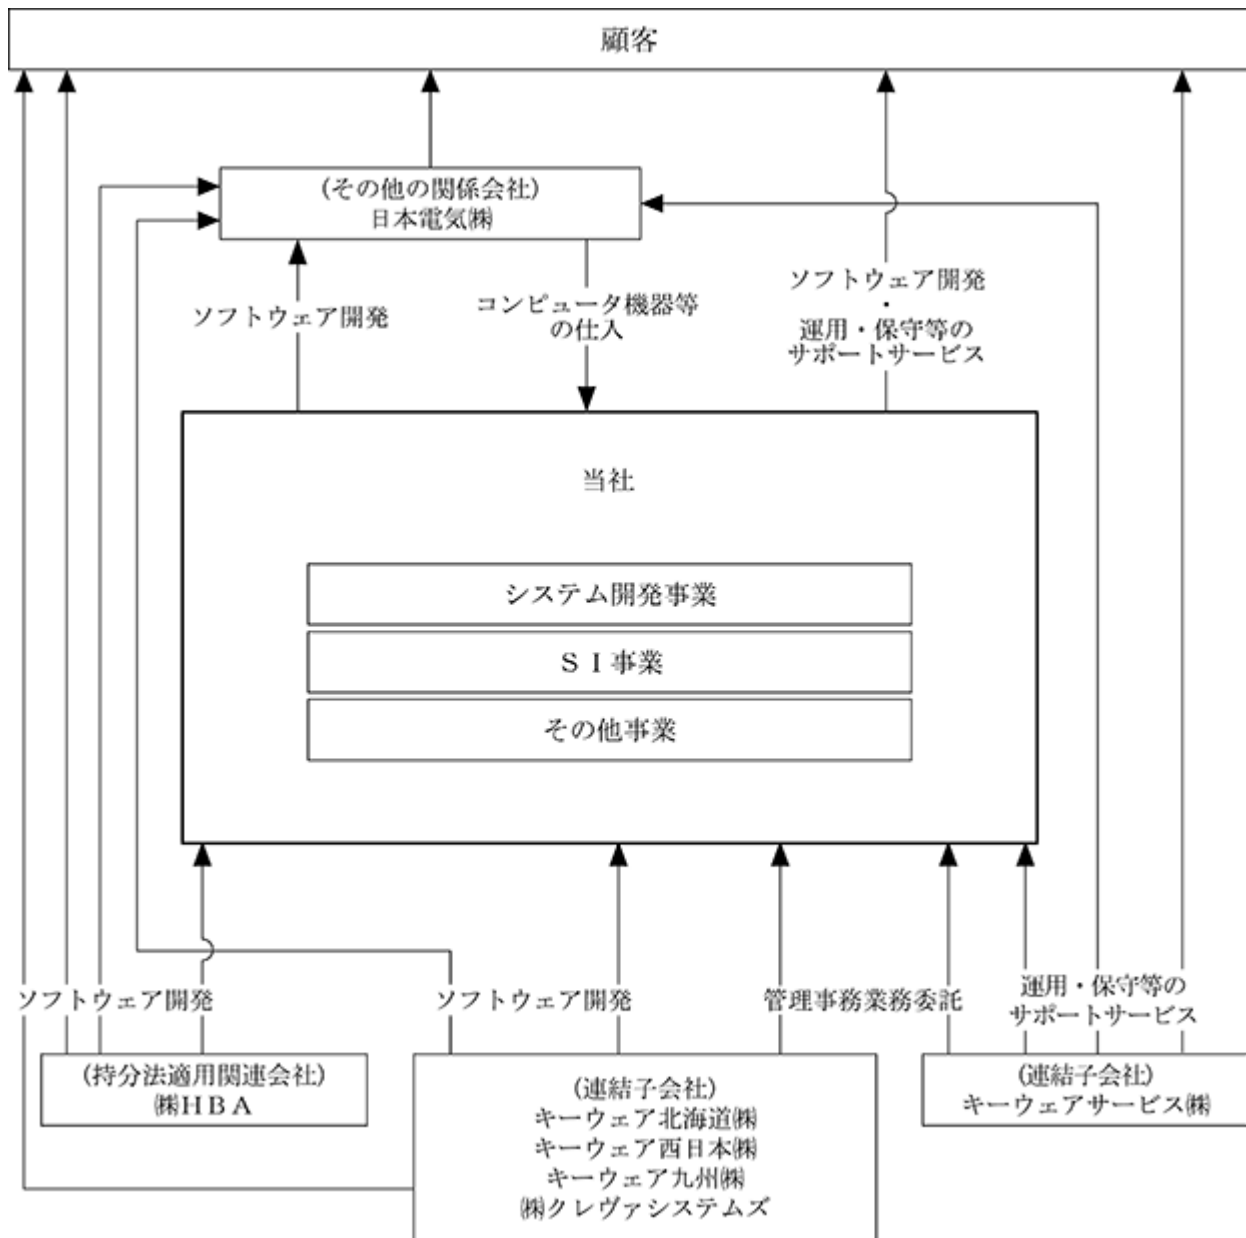 顧客
(その他の関係会社)
日本電気㈱
ソフトウェア開発
コンピュータ機器等
の仕入
ソフトウェア開発
・
運用・保守等の
サポートサービス
当社
システム開発事業
ＳＩ事業
その他事業
ソフトウェア開発
ソフトウェア開発
管理事務業務委託
運用・保守等の
サポートサービス
(持分法適用関連会社)
㈱ＨＢＡ
(連結子会社)
キーウェア北海道㈱
キーウェア西日本㈱
キーウェア九州㈱
㈱クレヴァシステムズ
(連結子会社)
キーウェアサービス㈱